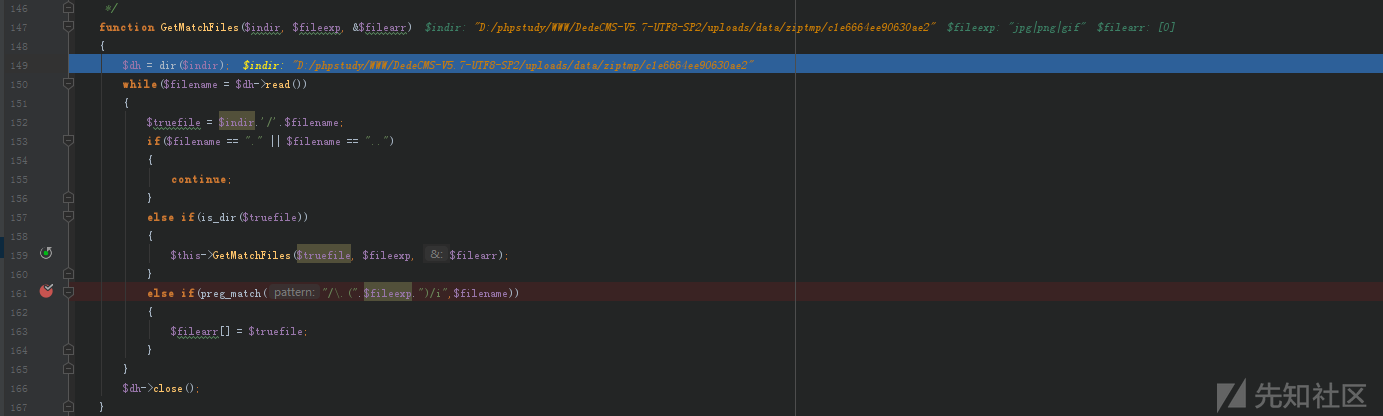 146 */
147 function GetMatchFiles($indir, $fileexp, &$filearr) $indir: "D:/phpstudy/WWW/DedeCMS-V5.7-UTF8-SP2/uploads/data/ziptmp/c1e6664ee90630ae2" $fileexp: "jpg|png|gif" $filearr: [0]
148 {
149 $dh = dir($indir); $indir: "D:/phpstudy/WWW/DedeCMS-V5.7-UTF8-SP2/uploads/data/ziptmp/c1e6664ee90630ae2"
150 while($filename = $dh->read())
151 {
152 $truefile = $indir.'/'.$filename;
153 if($filename == "." || $filename == "..")
154 {
155 continue;
156 }
157 else if(is_dir($truefile))
158 {
159 $this->GetMatchFiles($truefile, $fileexp, &: $filearr);
160 }
161 else if(preg_match( pattern: "/\.(".$fileexp.")/i",$filename))
162 {
163 $filearr[] = $truefile;
164 }
165 }
166 $dh->close();
167 }
先知社区